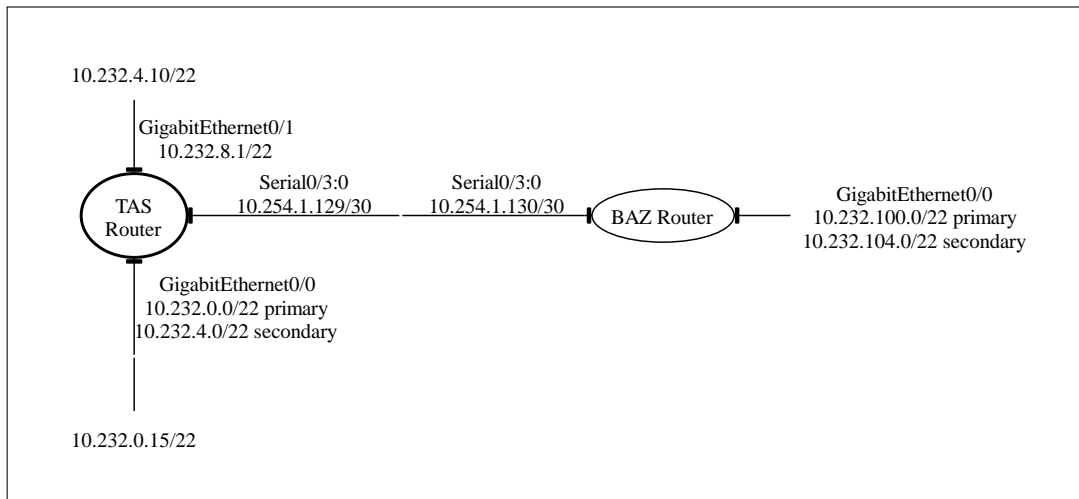 10.232.4.10/22
GigabitEthernet0/1
10.232.8.1/22
TAS
Router
Serial0/3:0
10.254.1.129/30
Serial0/3:0
10.254.1.130/30
BAZ Router
GigabitEthernet0/0
10.232.100.0/22 primary
10.232.104.0/22 secondary
GigabitEthernet0/0
10.232.0.0/22 primary
10.232.4.0/22 secondary
10.232.0.15/22